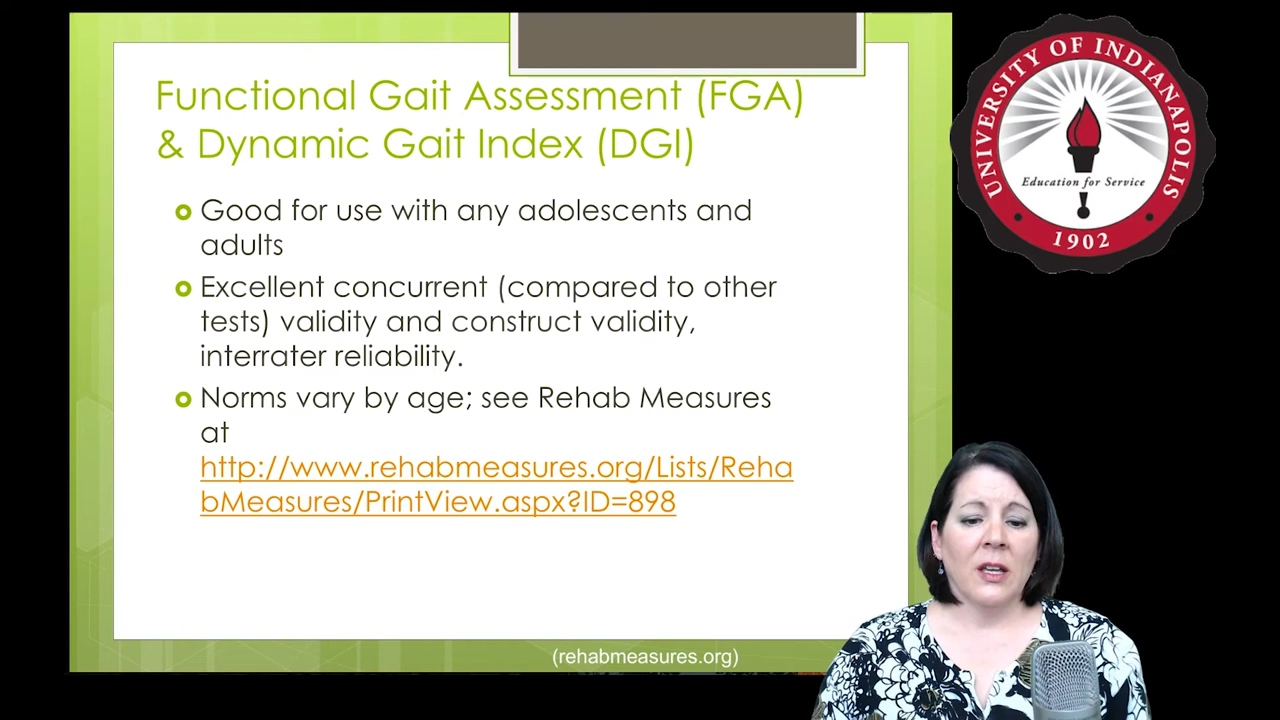 Functional Gait Assessment (FGA)
& Dynamic Gait Index (DGI)
Good for use with any adolescents and
adults
Excellent concurrent (compared to other
tests) validity and construct validity,
interrater reliability.
Norms vary by age; see Rehab Measures
at
http://www.rehabmeasures.org/Lists/Reha
bMeasures/PrintView.aspx?ID=898
(rehabmeasures.org)
UNIVERSITY OF INDIANAPOLIS
Education for Service
1902